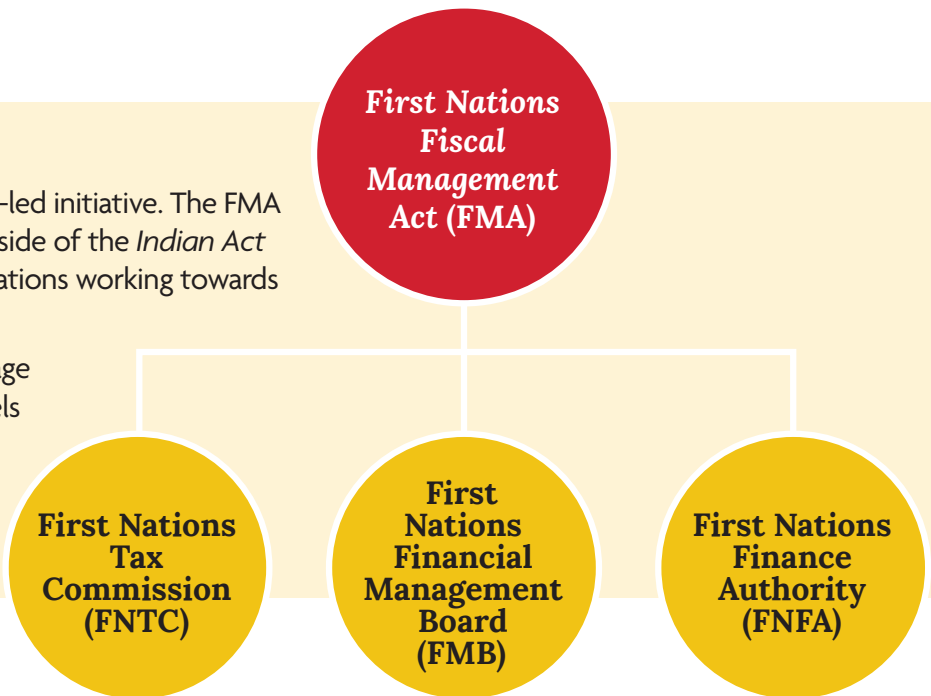 First Nations
Fiscal
Management
Act (FMA)
-led initiative. The FMA
side of the Indian Act
ations working towards
ge
ls
First Nations
Tax
Commission
(FNTC)
First
Nations
Financial
Management
Board
(FMB)
First Nations
Finance
Authority
(FNFA)